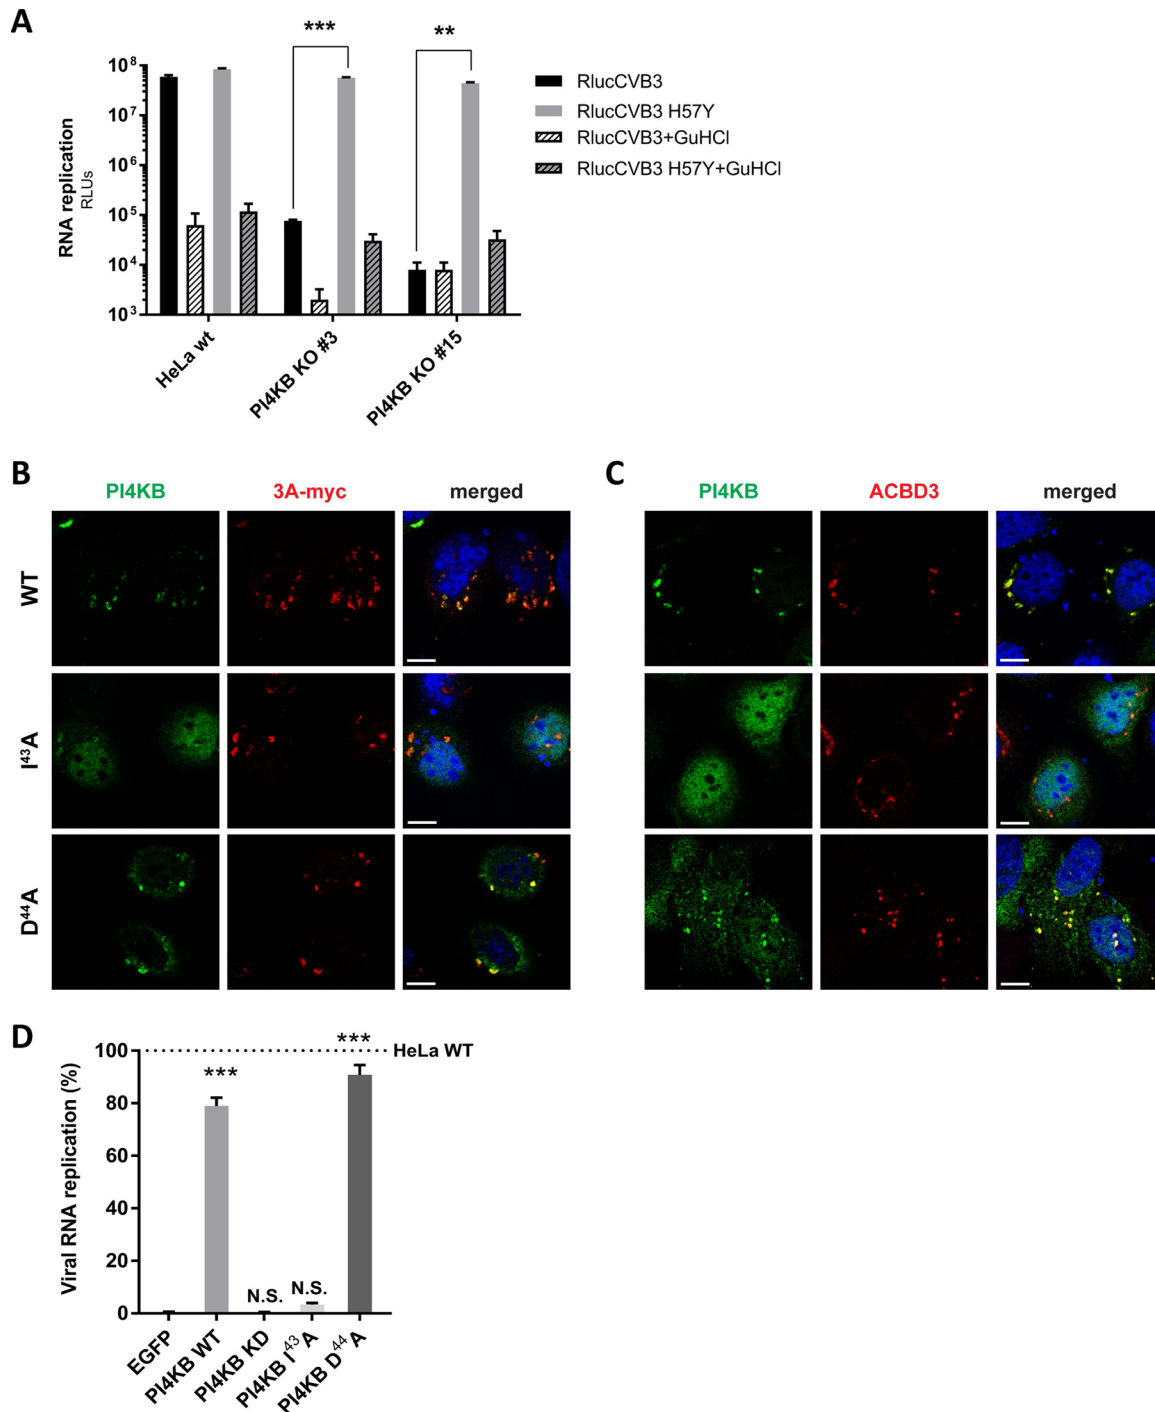 A
*** **
10⁸
10⁷
10⁶
10⁵
10⁴
10³
RNA replication
RLUs
HeLa wt
PI4KB KO #3
PI4KB KO #15
RlucCVB3
RlucCVB3 H57Y
RlucCVB3+GuHCl
RlucCVB3 H57Y+GuHCl
B
PI4KB 3A-myc merged
WT
I⁴³A
D⁴⁴A
C
PI4KB ACBD3 merged
D
Viral RNA replication (%)
100
80
60
40
20
0
HeLa WT
***
N.S.
N.S.
***
EGFP
PI4KB WT
PI4KB KD
PI4KB I⁴³A
PI4KB D⁴⁴A